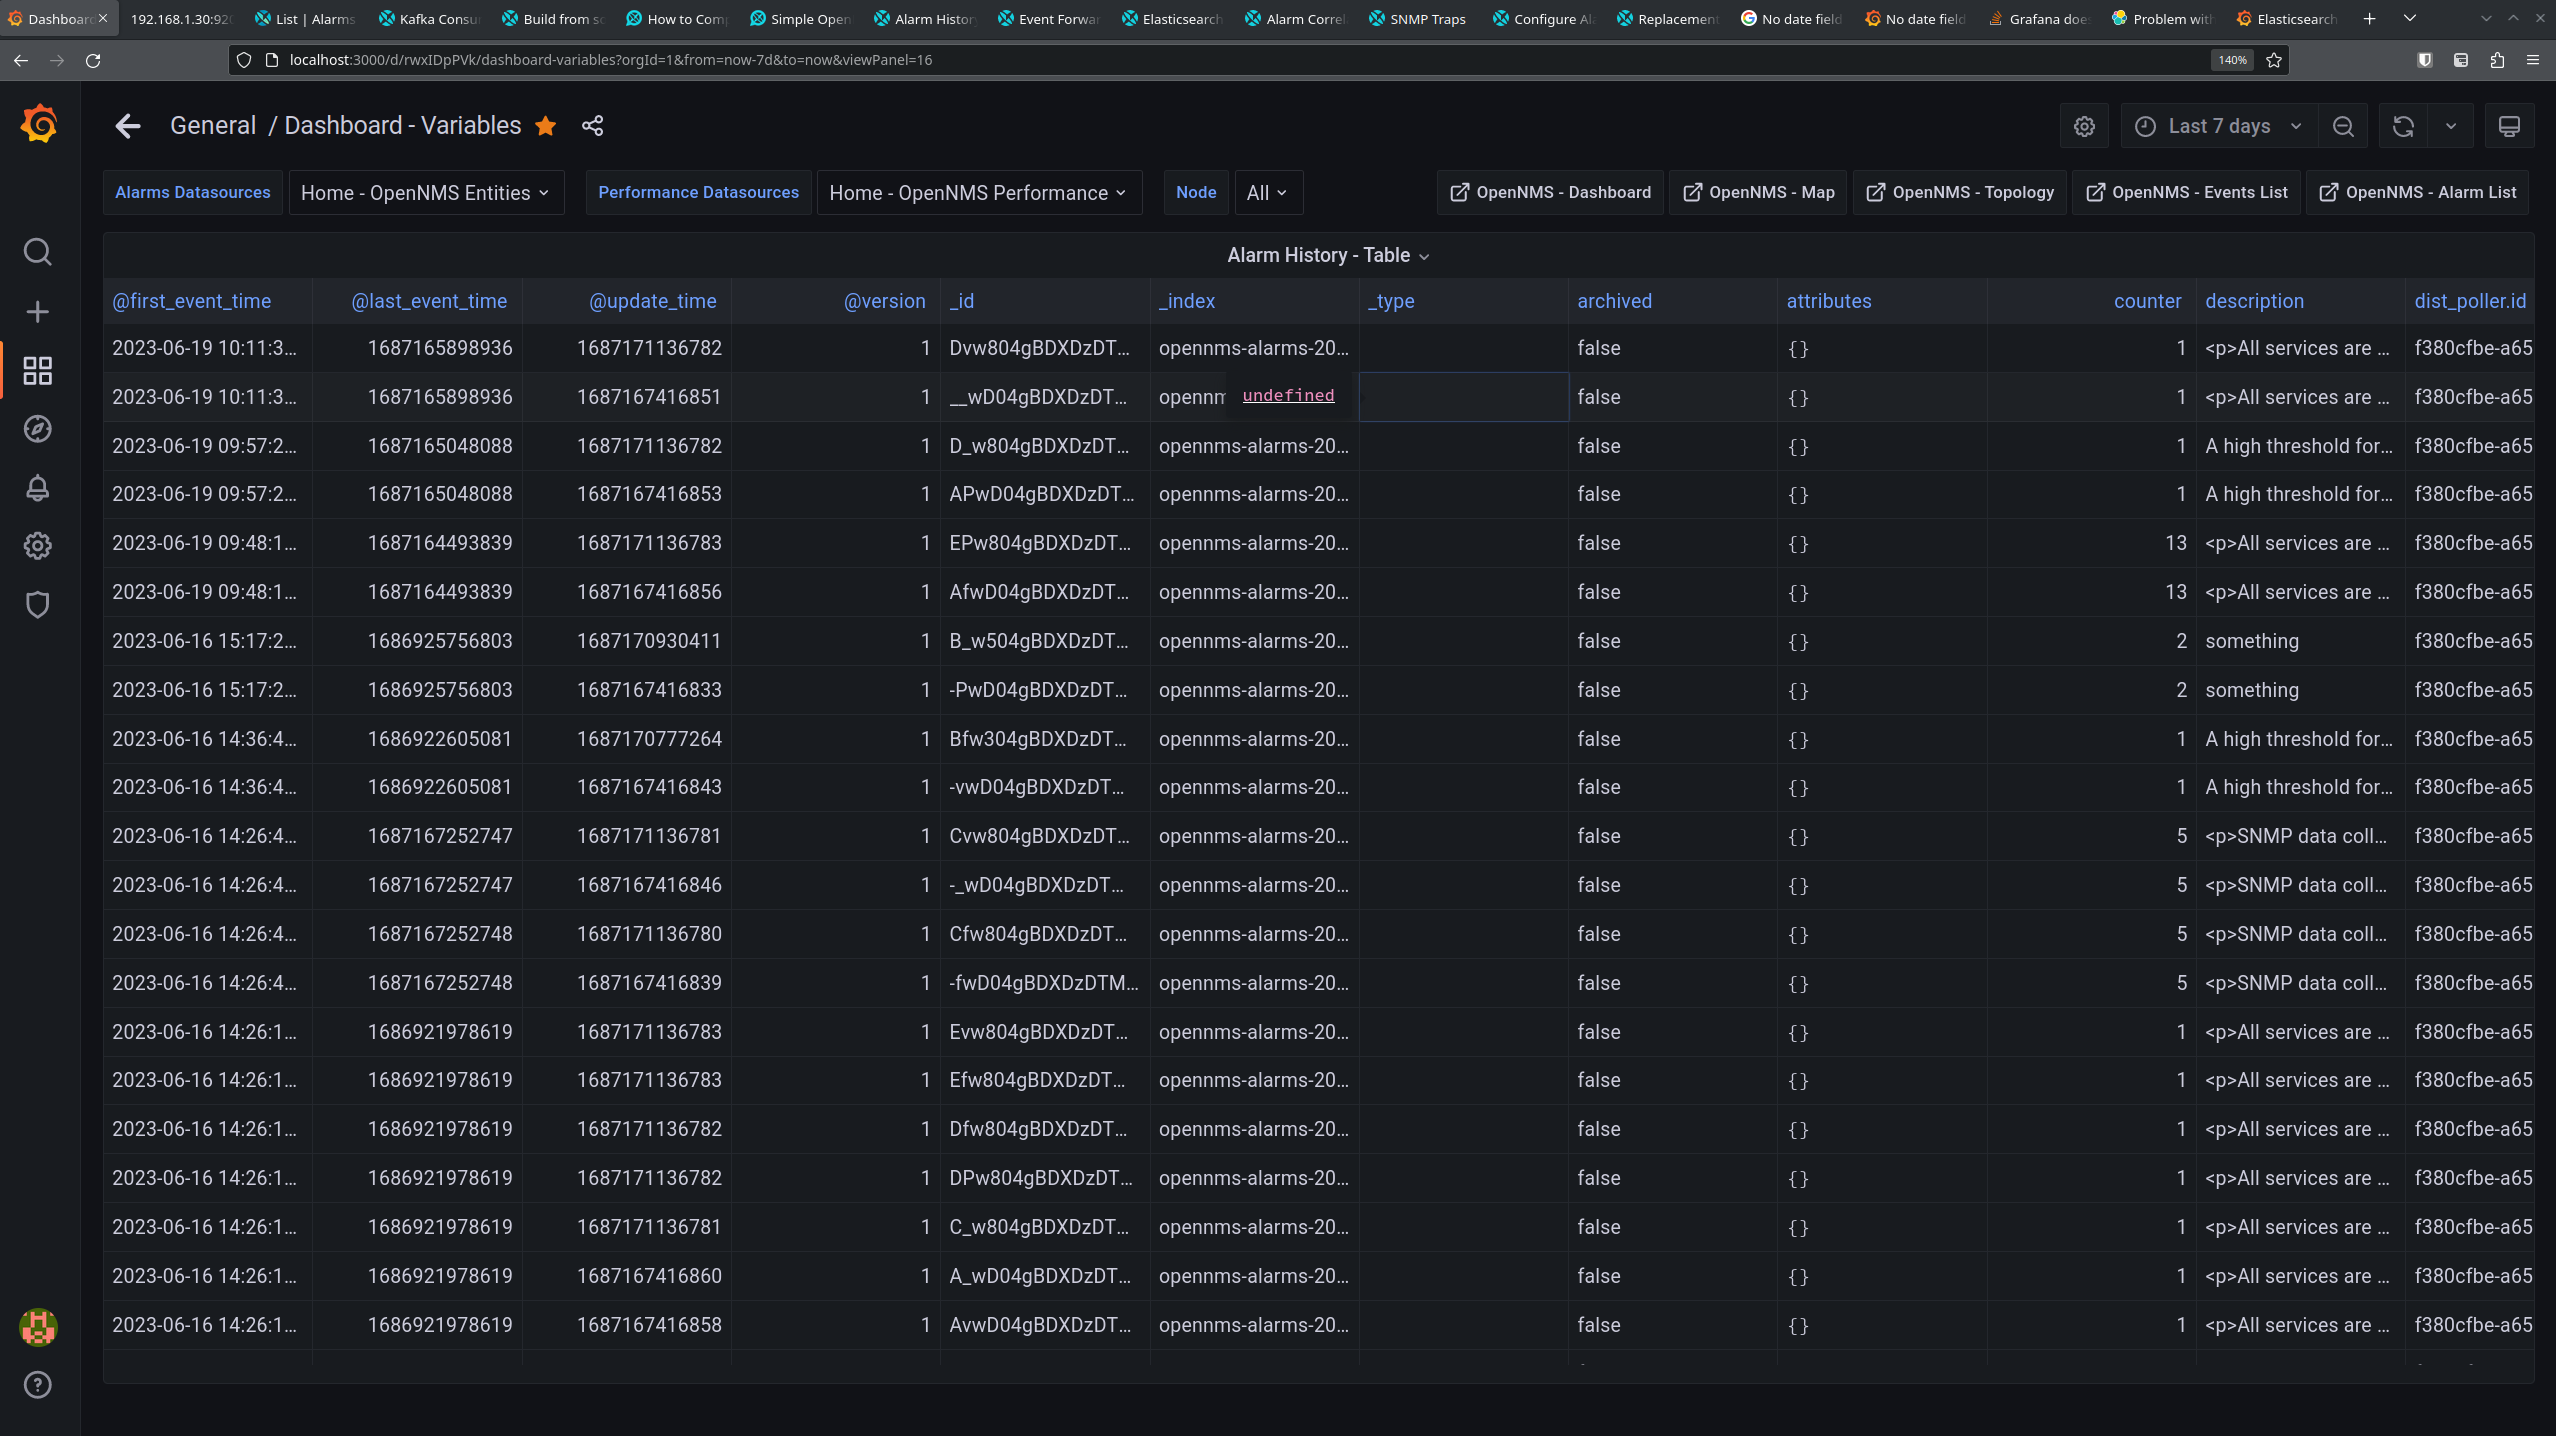 Dashboard 192.168.1.30:920 List | Alarms Kafka Consu Build from so How to Comp Simple Open Alarm Histor Event Forwar Elasticsearch Alarm Correl SNMP Traps Configure Ala Replacement No date field No date field Grafana does Problem with Elasticsearch
localhost:3000/d/rwxIDpPVk/dashboard-variables?orgId=1&from=now-7d&to=now&viewPanel=16 140%
General / Dashboard - Variables Last 7 days
Alarms Datasources Home - OpenNMS Entities Performance Datasources Home - OpenNMS Performance Node All OpenNMS - Dashboard OpenNMS - Map OpenNMS - Topology OpenNMS - Events List OpenNMS - Alarm List
Alarm History - Table
@first_event_time @last_event_time @update_time @version _id _index _type archived attributes counter description dist_poller.id
2023-06-19 10:11:3... 1687165898936 1687171136782 1 Dvw804gBDXDzDT... opennms-alarms-20... false {} 1 <p>All services are ... f380cfbe-a65
2023-06-19 10:11:3... 1687165898936 1687167416851 1 __wD04gBDXDzDT... openn undefined false {} 1 <p>All services are ... f380cfbe-a65
2023-06-19 09:57:2... 1687165048088 1687171136782 1 D_w804gBDXDzDT... opennms-alarms-20... false {} 1 A high threshold for... f380cfbe-a65
2023-06-19 09:57:2... 1687165048088 1687167416853 1 APwD04gBDXDzDT... opennms-alarms-20... false {} 1 A high threshold for... f380cfbe-a65
2023-06-19 09:48:1... 1687164493839 1687171136783 1 EPw804gBDXDzDT... opennms-alarms-20... false {} 13 <p>All services are ... f380cfbe-a65
2023-06-19 09:48:1... 1687164493839 1687167416856 1 AfwD04gBDXDzDT... opennms-alarms-20... false {} 13 <p>All services are ... f380cfbe-a65
2023-06-16 15:17:2... 1686925756803 1687170930411 1 B_w504gBDXDzDT... opennms-alarms-20... false {} 2 something f380cfbe-a65
2023-06-16 15:17:2... 1686925756803 1687167416833 1 -PwD04gBDXDzDT... opennms-alarms-20... false {} 2 something f380cfbe-a65
2023-06-16 14:36:4... 1686922605081 1687170777264 1 Bfw304gBDXDzDT... opennms-alarms-20... false {} 1 A high threshold for... f380cfbe-a65
2023-06-16 14:36:4... 1686922605081 1687167416843 1 -vwD04gBDXDzDT... opennms-alarms-20... false {} 1 A high threshold for... f380cfbe-a65
2023-06-16 14:26:4... 1687167252747 1687171136781 1 Cvw804gBDXDzDT... opennms-alarms-20... false {} 5 <p>SNMP data coll... f380cfbe-a65
2023-06-16 14:26:4... 1687167252747 1687167416846 1 -_wD04gBDXDzDT... opennms-alarms-20... false {} 5 <p>SNMP data coll... f380cfbe-a65
2023-06-16 14:26:4... 1687167252748 1687171136780 1 Cfw804gBDXDzDT... opennms-alarms-20... false {} 5 <p>SNMP data coll... f380cfbe-a65
2023-06-16 14:26:4... 1687167252748 1687167416839 1 -fwD04gBDXDzDTM... opennms-alarms-20... false {} 5 <p>SNMP data coll... f380cfbe-a65
2023-06-16 14:26:1... 1686921978619 1687171136783 1 Evw804gBDXDzDT... opennms-alarms-20... false {} 1 <p>All services are ... f380cfbe-a65
2023-06-16 14:26:1... 1686921978619 1687171136783 1 Efw804gBDXDzDT... opennms-alarms-20... false {} 1 <p>All services are ... f380cfbe-a65
2023-06-16 14:26:1... 1686921978619 1687171136782 1 Dfw804gBDXDzDT... opennms-alarms-20... false {} 1 <p>All services are ... f380cfbe-a65
2023-06-16 14:26:1... 1686921978619 1687171136782 1 DPw804gBDXDzDT... opennms-alarms-20... false {} 1 <p>All services are ... f380cfbe-a65
2023-06-16 14:26:1... 1686921978619 1687171136781 1 C_w804gBDXDzDT... opennms-alarms-20... false {} 1 <p>All services are ... f380cfbe-a65
2023-06-16 14:26:1... 1686921978619 1687167416860 1 A_wD04gBDXDzDT... opennms-alarms-20... false {} 1 <p>All services are ... f380cfbe-a65
2023-06-16 14:26:1... 1686921978619 1687167416858 1 AvwD04gBDXDzDT... opennms-alarms-20... false {} 1 <p>All services are ... f380cfbe-a65